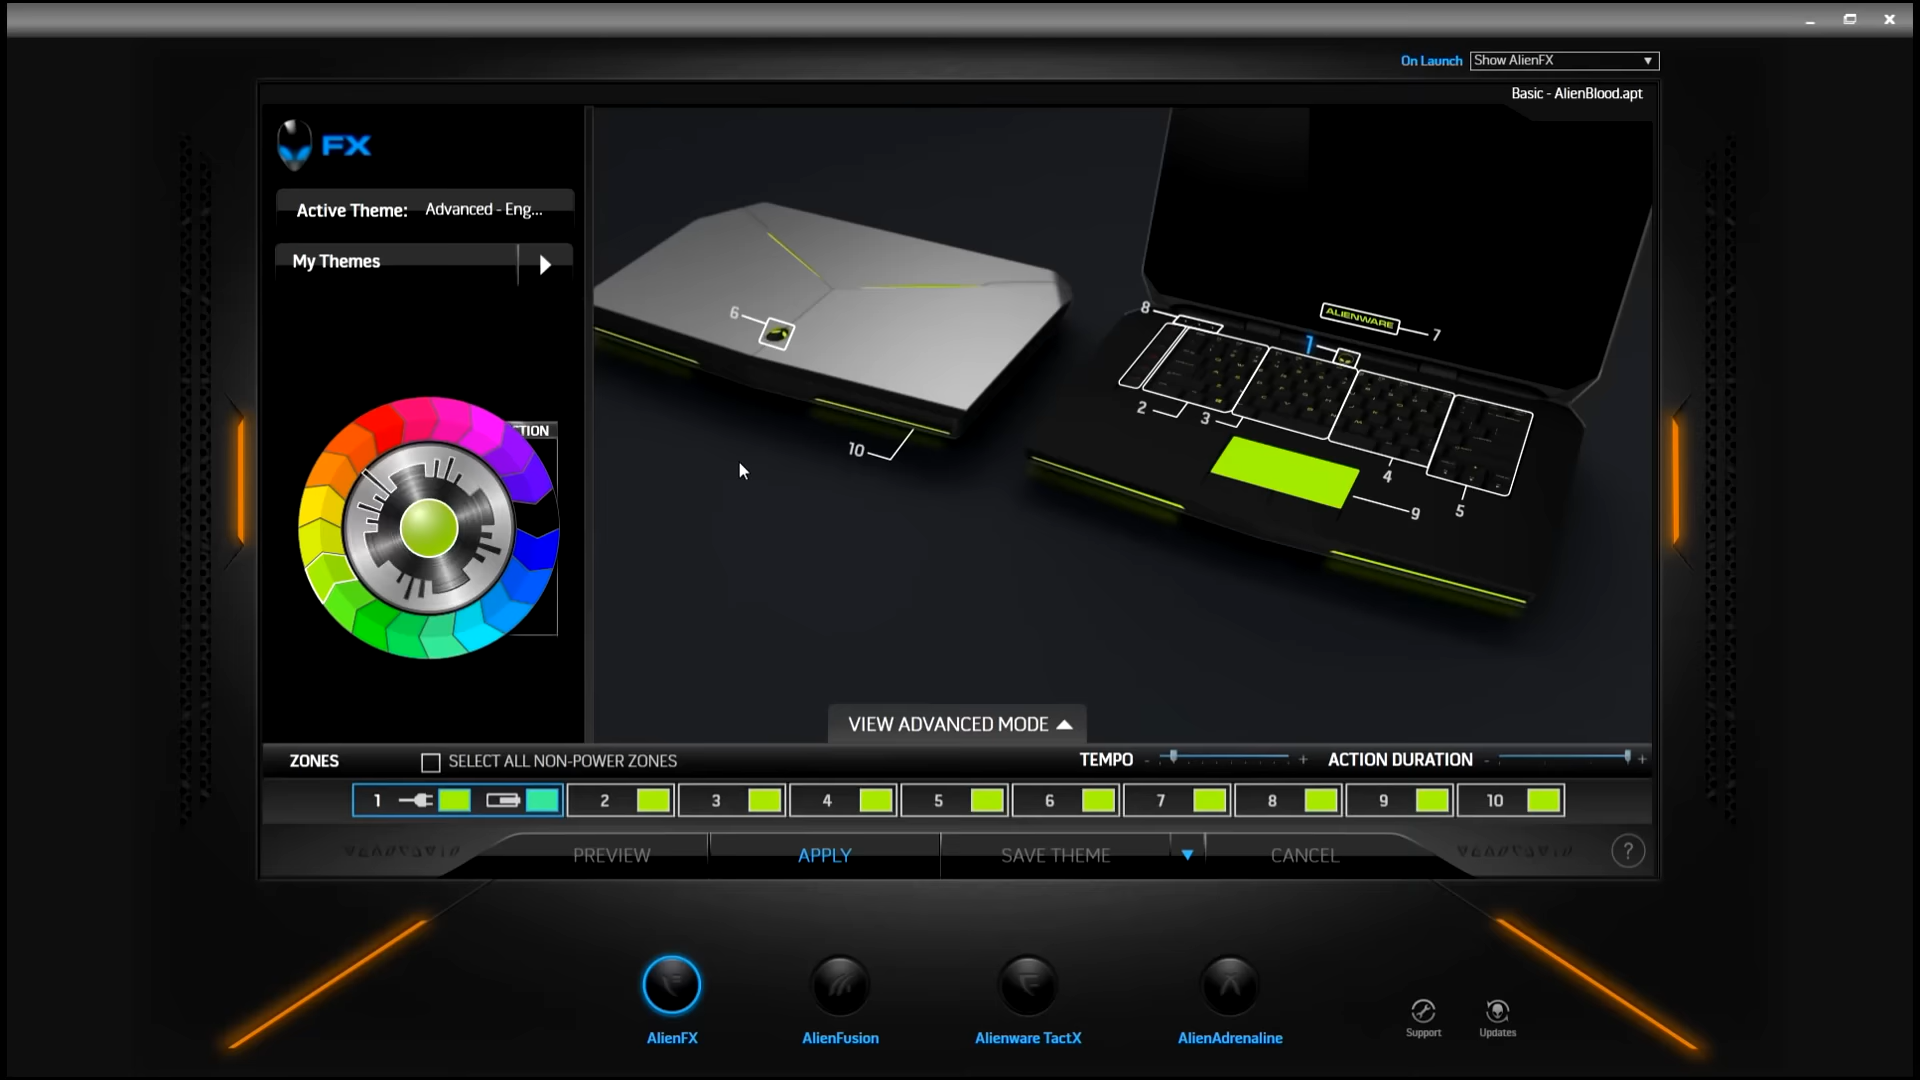 On Launch Show AlienFX
Basic - AlienBlood.apt
FX
Active Theme: Advanced - Eng...
My Themes
TION
6
10
8
ALIENWARE
7
1
2
3
4
5
9
VIEW ADVANCED MODE
ZONES SELECT ALL NON-POWER ZONES TEMPO - + ACTION DURATION - +
1 2 3 4 5 6 7 8 9 10
PREVIEW APPLY SAVE THEME CANCEL ?
AlienFX AlienFusion Alienware TactX AlienAdrenaline Support Updates